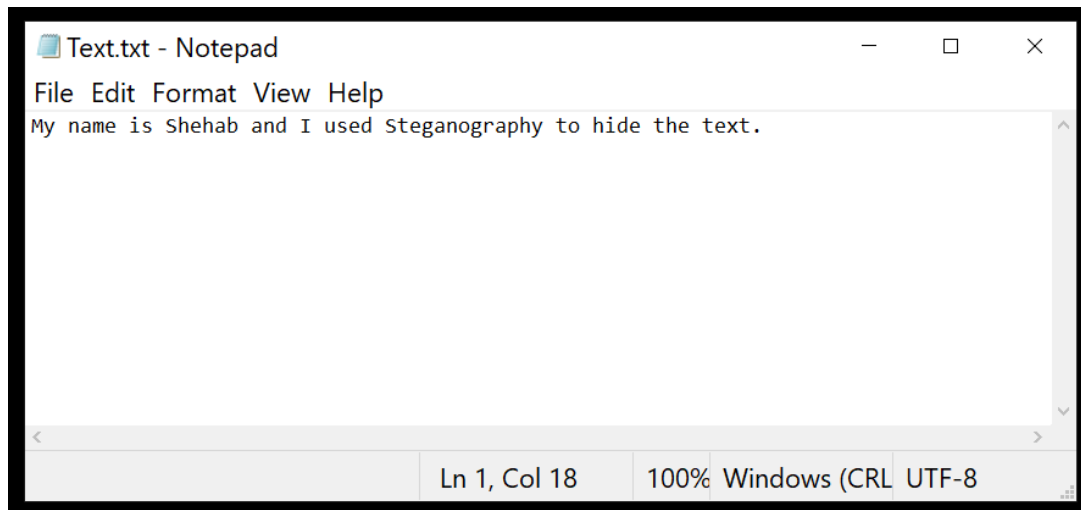 Text.txt - Notepad
File Edit Format View Help
My name is Shehab and I used Steganography to hide the text.
Ln 1, Col 18 100% Windows (CRL UTF-8